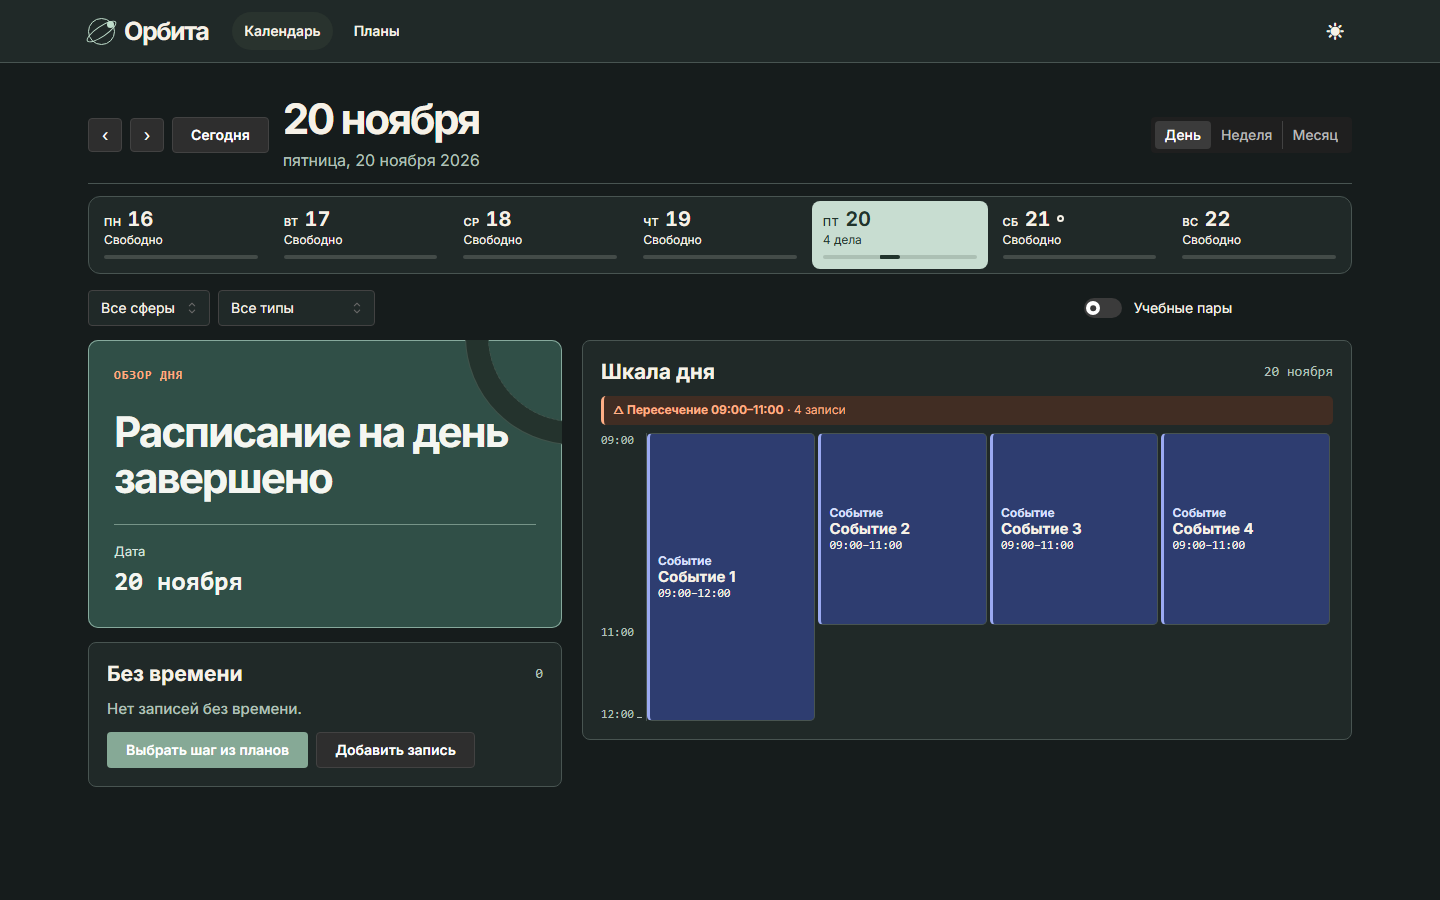 Орбита
Календарь
Планы
‹
›
Сегодня
20 ноября
пятница, 20 ноября 2026
День
Неделя
Месяц
ПН 16
Свободно
ВТ 17
Свободно
СР 18
Свободно
ЧТ 19
Свободно
ПТ 20
4 дела
СБ 21
Свободно
ВС 22
Свободно
Все сферы
Все типы
Учебные пары
ОБЗОР ДНЯ
Расписание на день
завершено
Дата
20 ноября
Без времени
0
Нет записей без времени.
Выбрать шаг из планов
Добавить запись
Шкала дня
20 ноября
Пересечение 09:00–11:00 · 4 записи
09:00
11:00
12:00
Событие
Событие 1
09:00–12:00
Событие
Событие 2
09:00–11:00
Событие
Событие 3
09:00–11:00
Событие
Событие 4
09:00–11:00